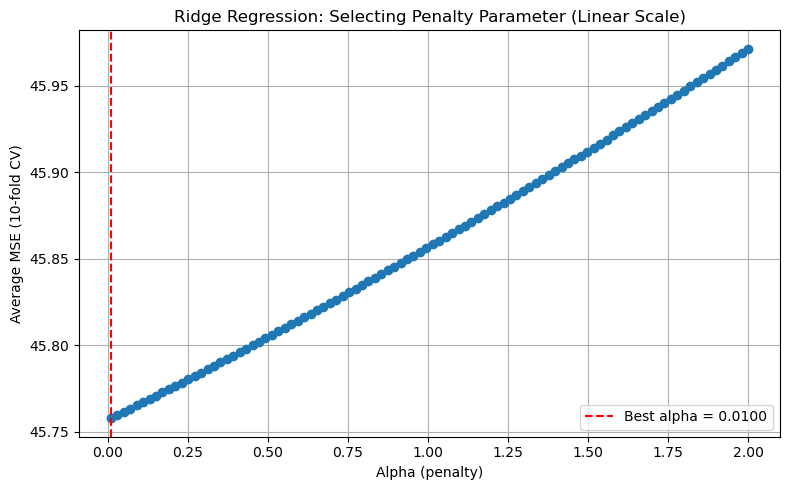 Ridge Regression: Selecting Penalty Parameter (Linear Scale)
Average MSE (10-fold CV)
45.95
45.90
45.85
45.80
45.75
0.00 0.25 0.50 0.75 1.00 1.25 1.50 1.75 2.00
Alpha (penalty)
Best alpha = 0.0100